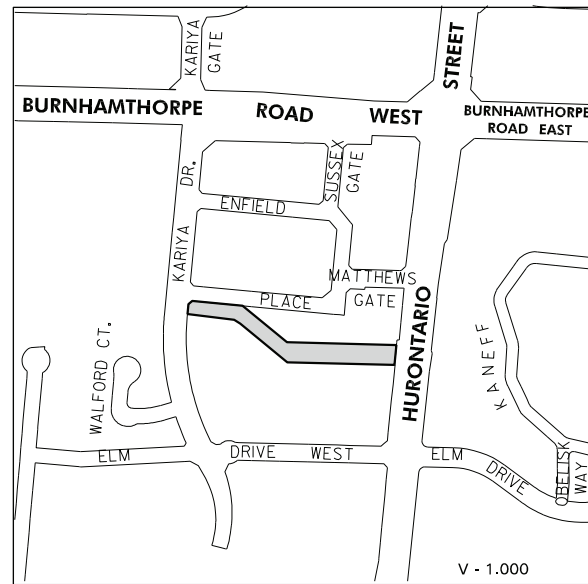 KARIYA
GATE
STREET
BURNHAMTHORPE ROAD WEST
BURNHAMTHORPE
ROAD EAST
DR.
KARIYA
SUSSEX
GATE
ENFIELD
PLACE
MATTHEWS
GATE
HURONTARIO
KANEFF
WALFORD CT.
ELM DRIVE WEST
ELM
DRIVE
OBELISK
WAY
V - 1.000